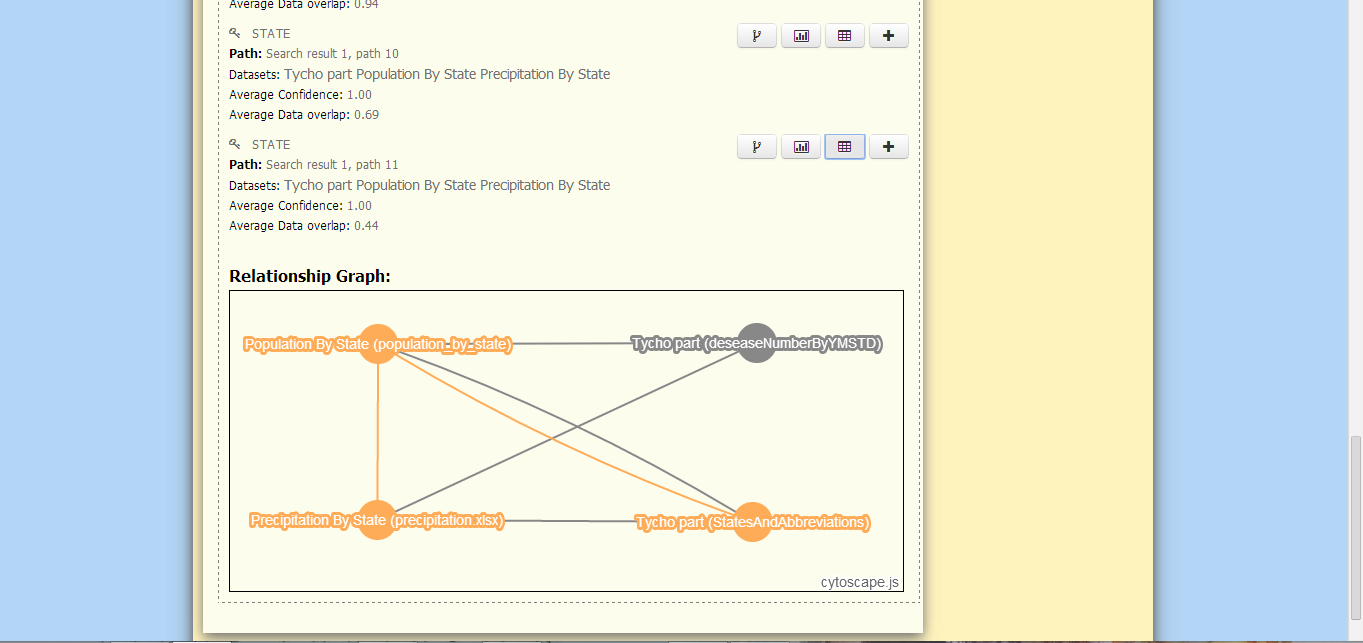 Average Data overlap: 0.94
STATE
Path: Search result 1, path 10
Datasets: Tycho part Population By State Precipitation By State
Average Confidence: 1.00
Average Data overlap: 0.69
STATE
Path: Search result 1, path 11
Datasets: Tycho part Population By State Precipitation By State
Average Confidence: 1.00
Average Data overlap: 0.44
Relationship Graph:
Population By State (population_by_state)
Tycho part (deseaseNumberByYMSTD)
Precipitation By State (precipitation.xlsx)
Tycho part (StatesAndAbbreviations)
cytoscape.js